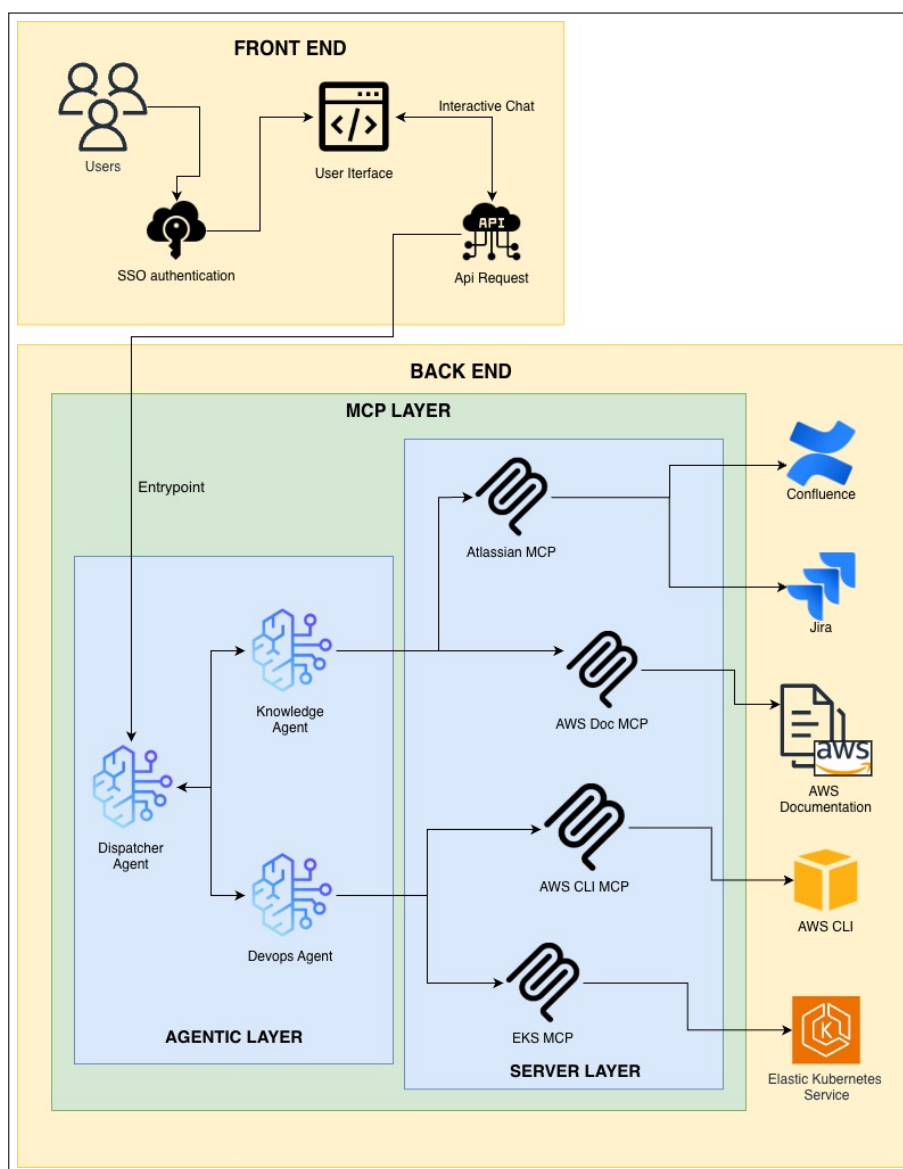 FRONT END
Users
SSO authentication
User Iterface
Interactive Chat
API
Api Request
BACK END
MCP LAYER
Entrypoint
Atlassian MCP
Confluence
Jira
Knowledge
Agent
AWS Doc MCP
aws
AWS
Documentation
Dispatcher
Agent
AWS CLI MCP
AWS CLI
Devops Agent
EKS MCP
K
Elastic Kubernetes
Service
AGENTIC LAYER
SERVER LAYER